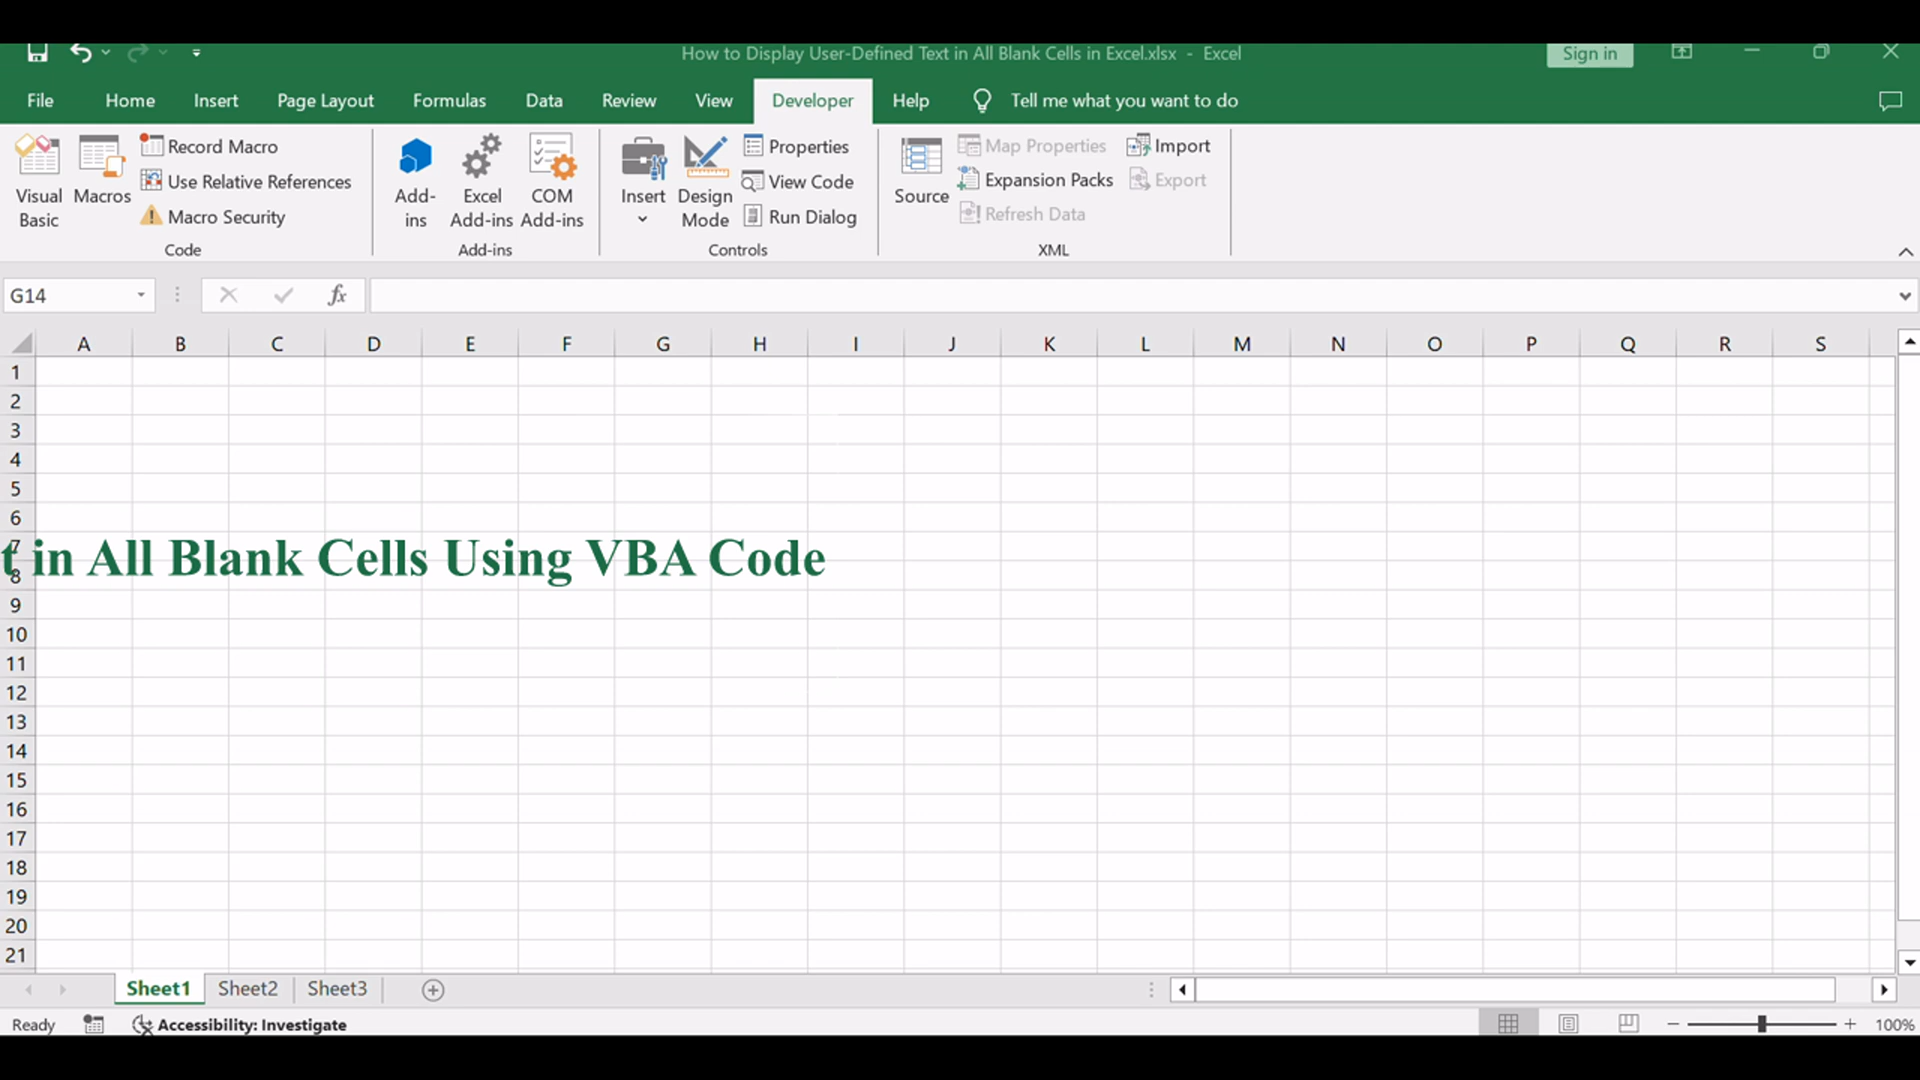 How to Display User-Defined Text in All Blank Cells in Excel.xlsx - Excel
Sign in
File Home Insert Page Layout Formulas Data Review View Developer Help Tell me what you want to do
Visual Basic
Macros
Record Macro
Use Relative References
Macro Security
Code
Add-ins
Excel Add-ins
COM Add-ins
Add-ins
Insert
Design Mode
Properties
View Code
Run Dialog
Controls
Source
Map Properties
Expansion Packs
Refresh Data
Import
Export
XML
G14
fx
A B C D E F G H I J K L M N O P Q R S
1
2
3
4
5
6
7
t in All Blank Cells Using VBA Code
8
9
10
11
12
13
14
15
16
17
18
19
20
21
Sheet1 Sheet2 Sheet3
Ready Accessibility: Investigate
100%